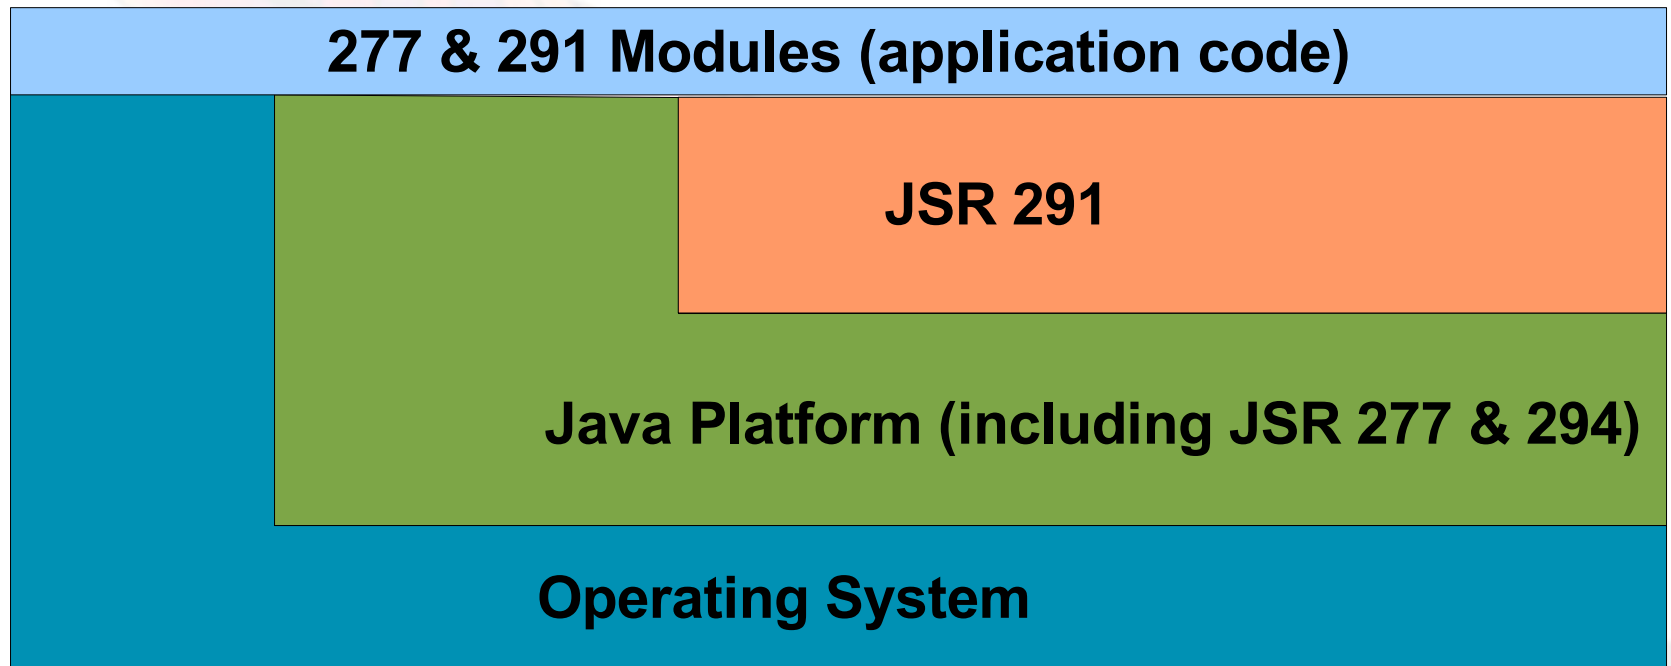 277 & 291 Modules (application code)
JSR 291
Java Platform (including JSR 277 & 294)
Operating System